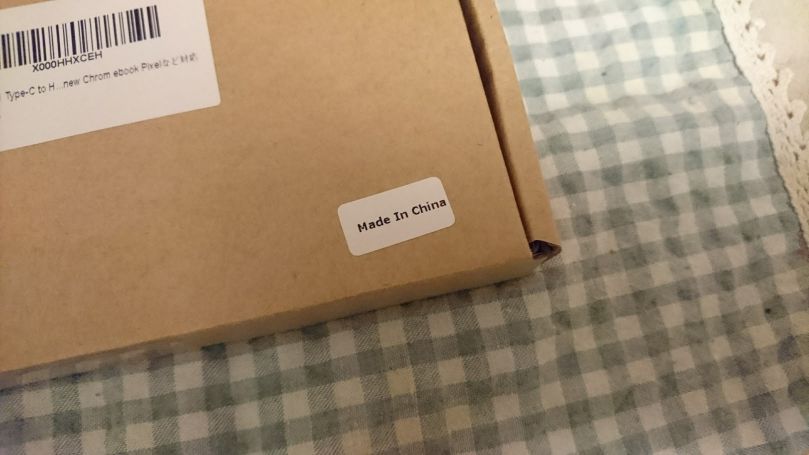 X000HHXCEH
Type-C to H...new Chrom ebook Pixelなど対応
Made In China